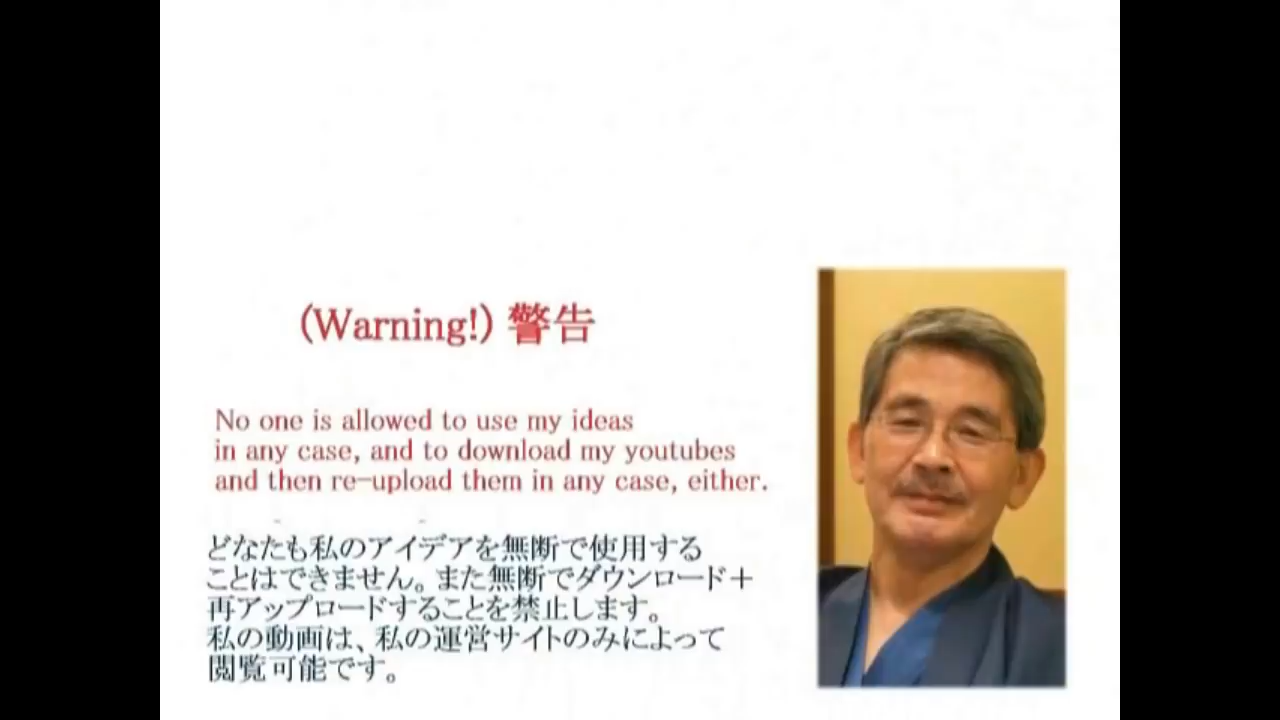 (Warning!) 警告
No one is allowed to use my ideas
in any case, and to download my youtubes
and then re-upload them in any case, either.
どなたも私のアイデアを無断で使用する
ことはできません。また無断でダウンロード＋
再アップロードすることを禁止します。
私の動画は、私の運営サイトのみによって
閲覧可能です。